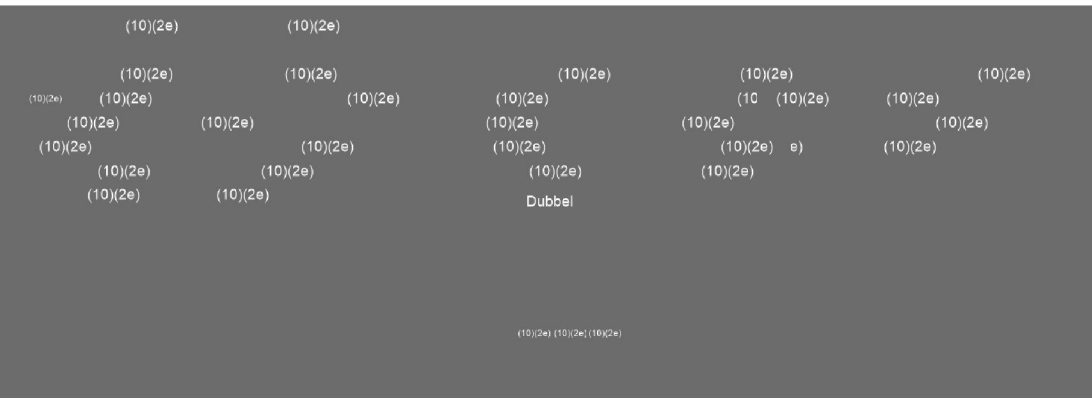 (10)(2e) (10)(2e)
(10)(2e) (10)(2e) (10)(2e) (10)(2e) (10)(2e)
(10)(2e) (10)(2e) (10)(2e) (10)(2e) (10 (10)(2e) (10)(2e)
(10)(2e) (10)(2e) (10)(2e) (10)(2e) (10)(2e)
(10)(2e) (10)(2e) (10)(2e) (10)(2e) e) (10)(2e)
(10)(2e) (10)(2e) (10)(2e) (10)(2e)
(10)(2e) (10)(2e)
Dubbel
(10)(2e) (10)(2e) (10)(2e)